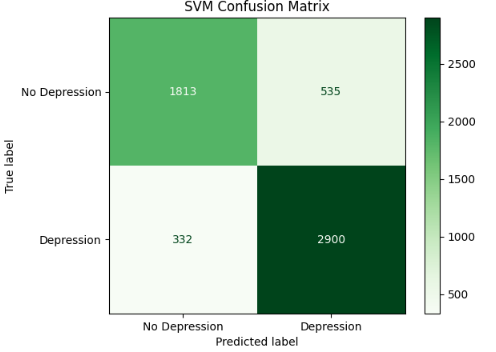 SVM Confusion Matrix
No Depression
1813
535
Depression
332
2900
No Depression
Depression
Predicted label
True label
2500
2000
1500
1000
500